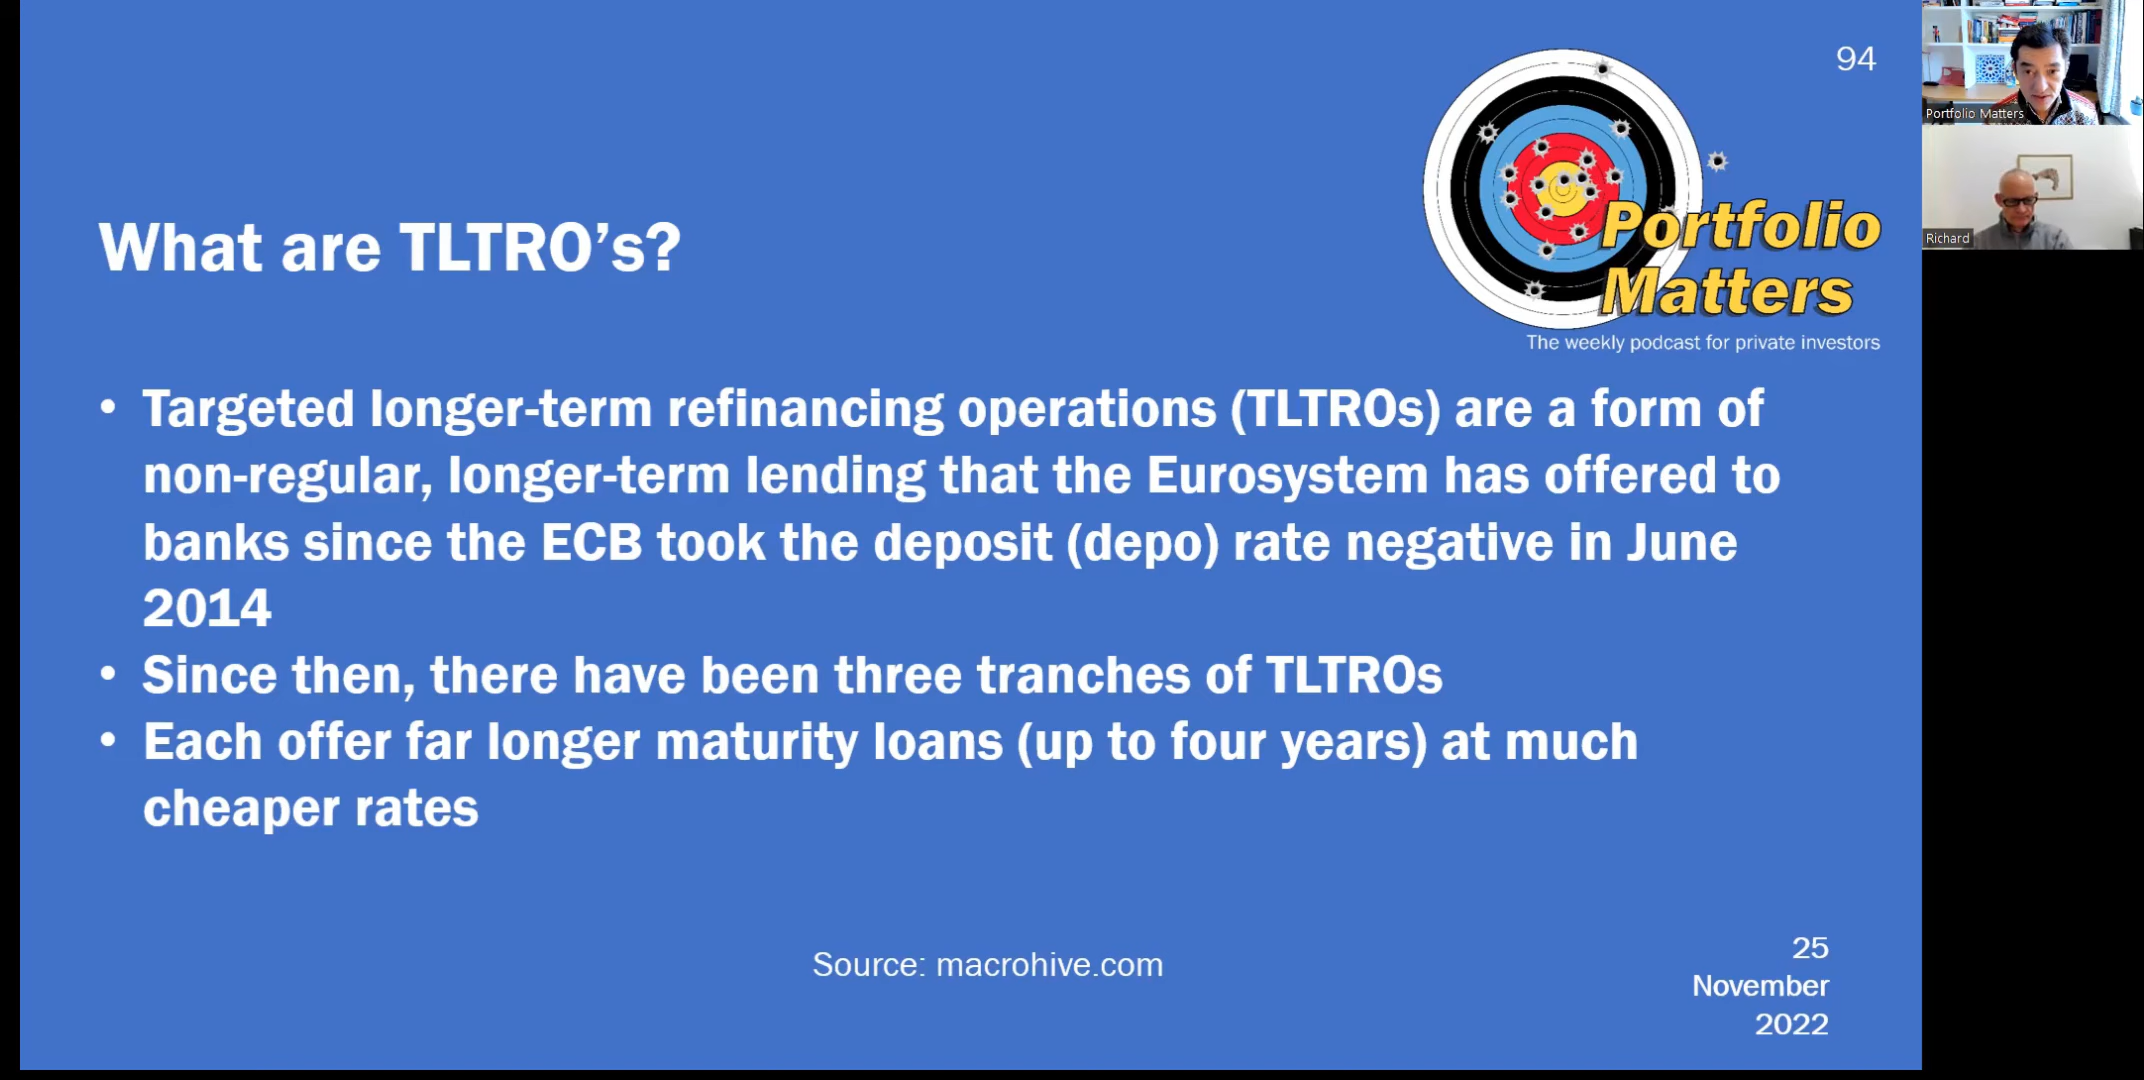 94
Portfolio
Matters
The weekly podcast for private investors
What are TLTRO’s?
• Targeted longer-term refinancing operations (TLTROs) are a form of
non-regular, longer-term lending that the Eurosystem has offered to
banks since the ECB took the deposit (depo) rate negative in June
2014
• Since then, there have been three tranches of TLTROs
• Each offer far longer maturity loans (up to four years) at much
cheaper rates
Source: macrohive.com
25
November
2022
Portfolio Matters
Richard